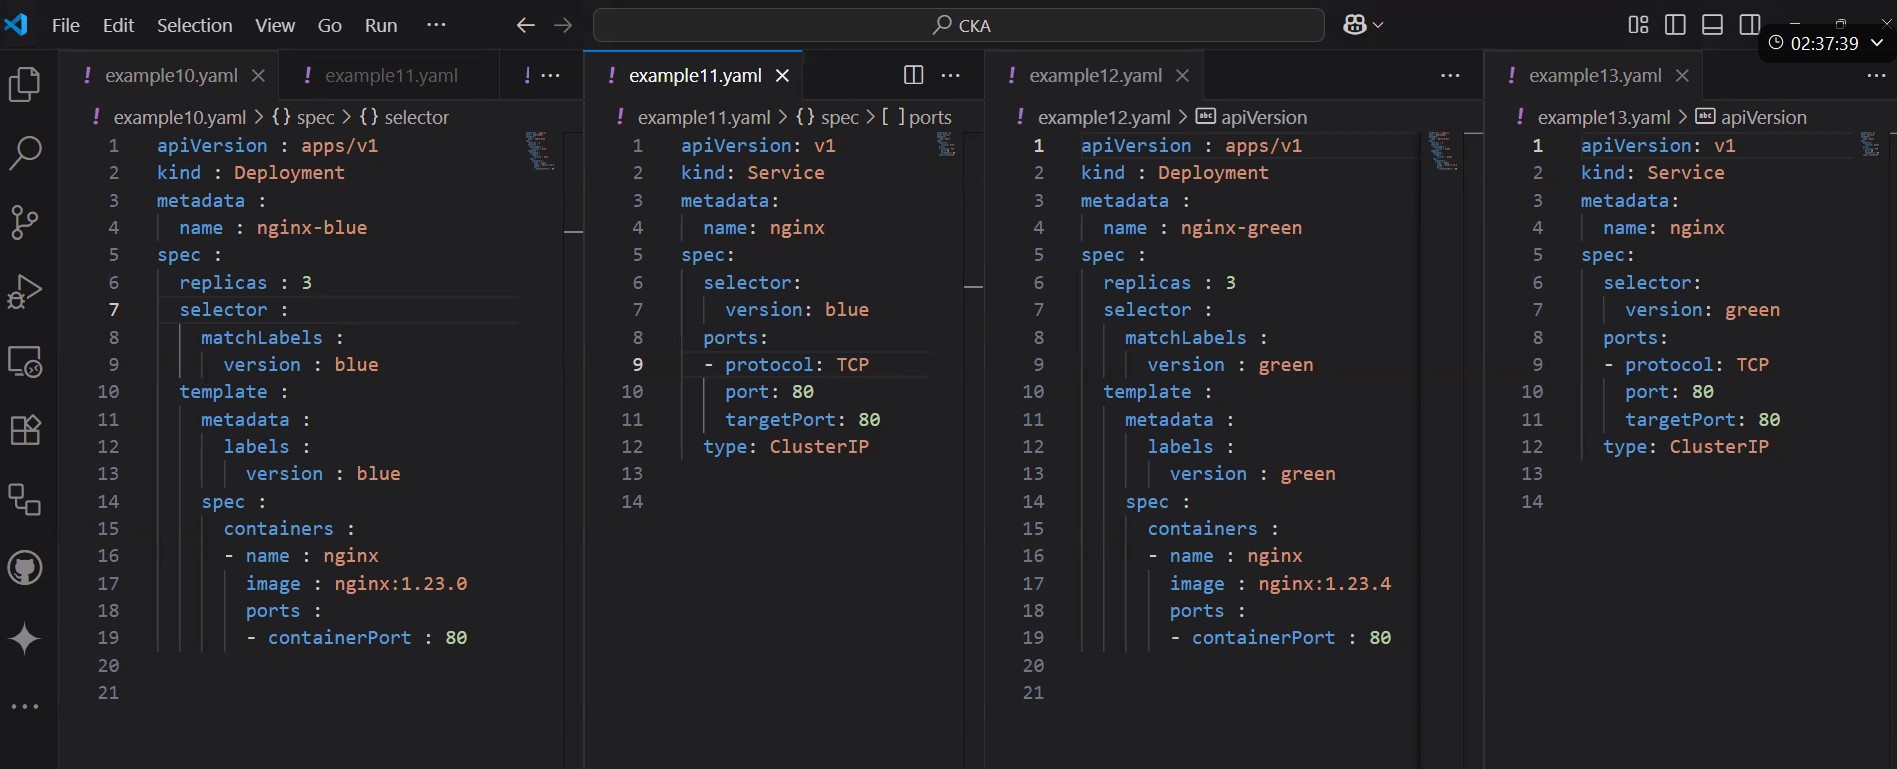 File Edit Selection View Go Run ···
CKA
02:37:39
! example10.yaml
! example11.yaml
! ···
! example10.yaml > {} spec > {} selector
1 apiVersion : apps/v1
2 kind : Deployment
3 metadata :
4 name : nginx-blue
5 spec :
6 replicas : 3
7 selector :
8 matchLabels :
9 version : blue
10 template :
11 metadata :
12 labels :
13 version : blue
14 spec :
15 containers :
16 - name : nginx
17 image : nginx:1.23.0
18 ports :
19 - containerPort : 80
20
21
! example11.yaml
! example11.yaml > {} spec > [ ] ports
1 apiVersion: v1
2 kind: Service
3 metadata:
4 name: nginx
5 spec:
6 selector:
7 version: blue
8 ports:
9 - protocol: TCP
10 port: 80
11 targetPort: 80
12 type: ClusterIP
13
14
! example12.yaml
! example12.yaml > abc apiVersion
1 apiVersion : apps/v1
2 kind : Deployment
3 metadata :
4 name : nginx-green
5 spec :
6 replicas : 3
7 selector :
8 matchLabels :
9 version : green
10 template :
11 metadata :
12 labels :
13 version : green
14 spec :
15 containers :
16 - name : nginx
17 image : nginx:1.23.4
18 ports :
19 - containerPort : 80
20
21
! example13.yaml
! example13.yaml > abc apiVersion
1 apiVersion: v1
2 kind: Service
3 metadata:
4 name: nginx
5 spec:
6 selector:
7 version: green
8 ports:
9 - protocol: TCP
10 port: 80
11 targetPort: 80
12 type: ClusterIP
13
14